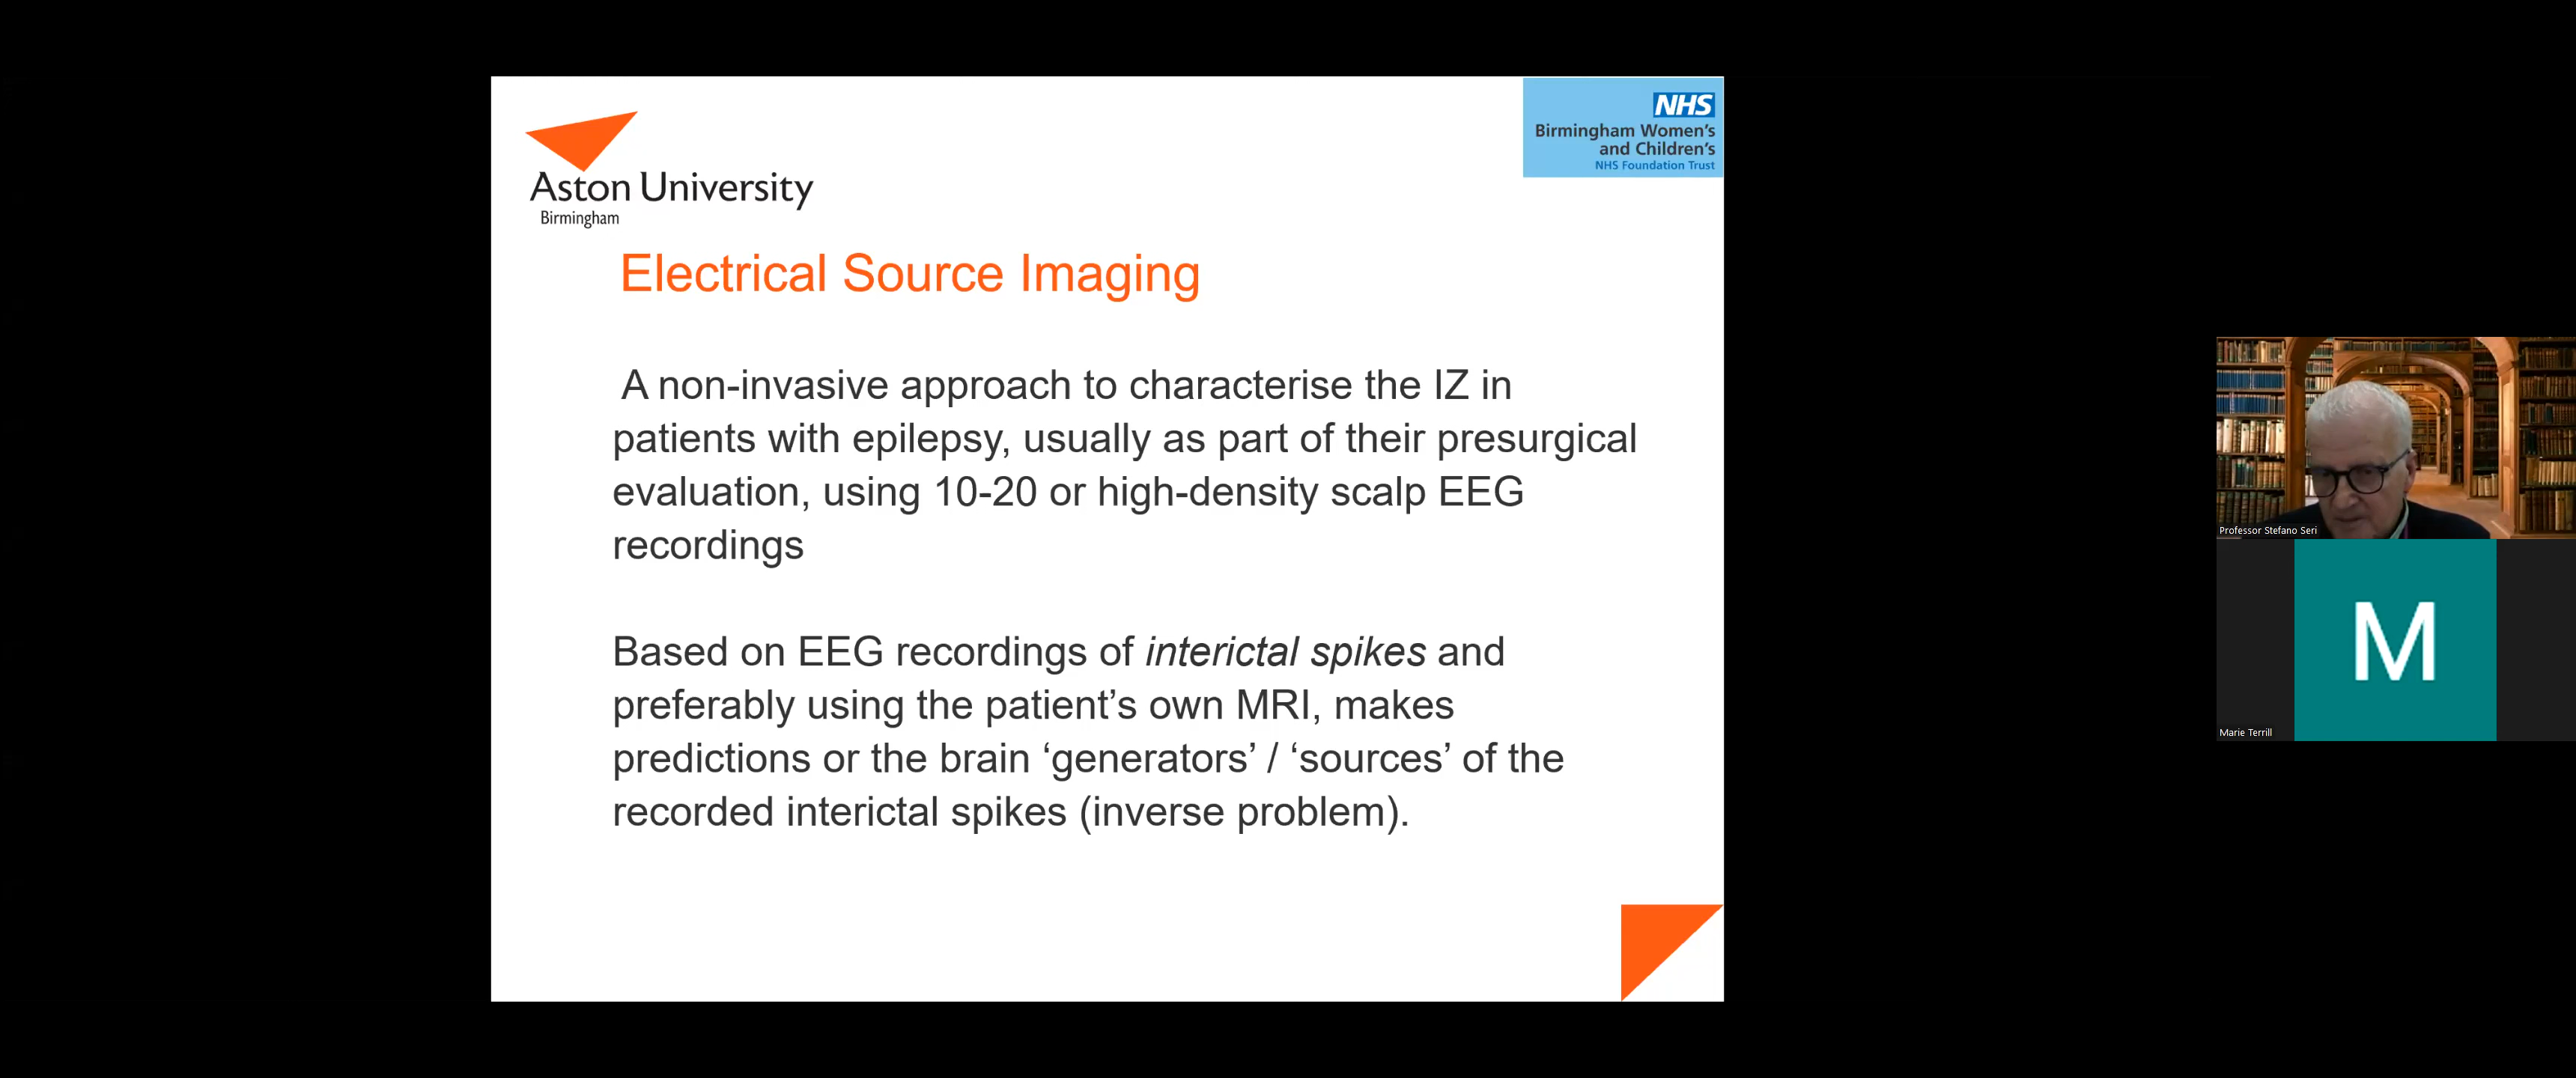 Aston University
Birmingham
NHS
Birmingham Women's
and Children's
NHS Foundation Trust
Electrical Source Imaging
A non-invasive approach to characterise the IZ in
patients with epilepsy, usually as part of their presurgical
evaluation, using 10-20 or high-density scalp EEG
recordings
Based on EEG recordings of interictal spikes and
preferably using the patient’s own MRI, makes
predictions or the brain ‘generators’ / ‘sources’ of the
recorded interictal spikes (inverse problem).
Professor Stefano Seri
M
Marie Terrill